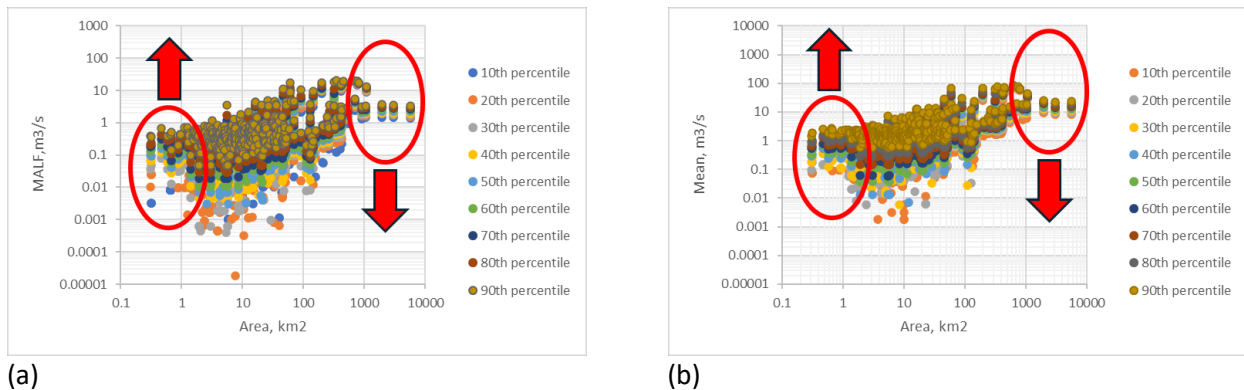 1000
100
10
1
0.1
0.01
0.001
0.0001
0.00001
MALF,m3/s
0.1 1 10 100 1000 10000
Area, km2
10th percentile
20th percentile
30th percentile
40th percentile
50th percentile
60th percentile
70th percentile
80th percentile
90th percentile
(a)
10000
1000
100
10
1
0.1
0.01
0.001
0.0001
0.00001
Mean, m3/s
0.1 1 10 100 1000 10000
Area, km2
10th percentile
20th percentile
30th percentile
40th percentile
50th percentile
60th percentile
70th percentile
80th percentile
90th percentile
(b)